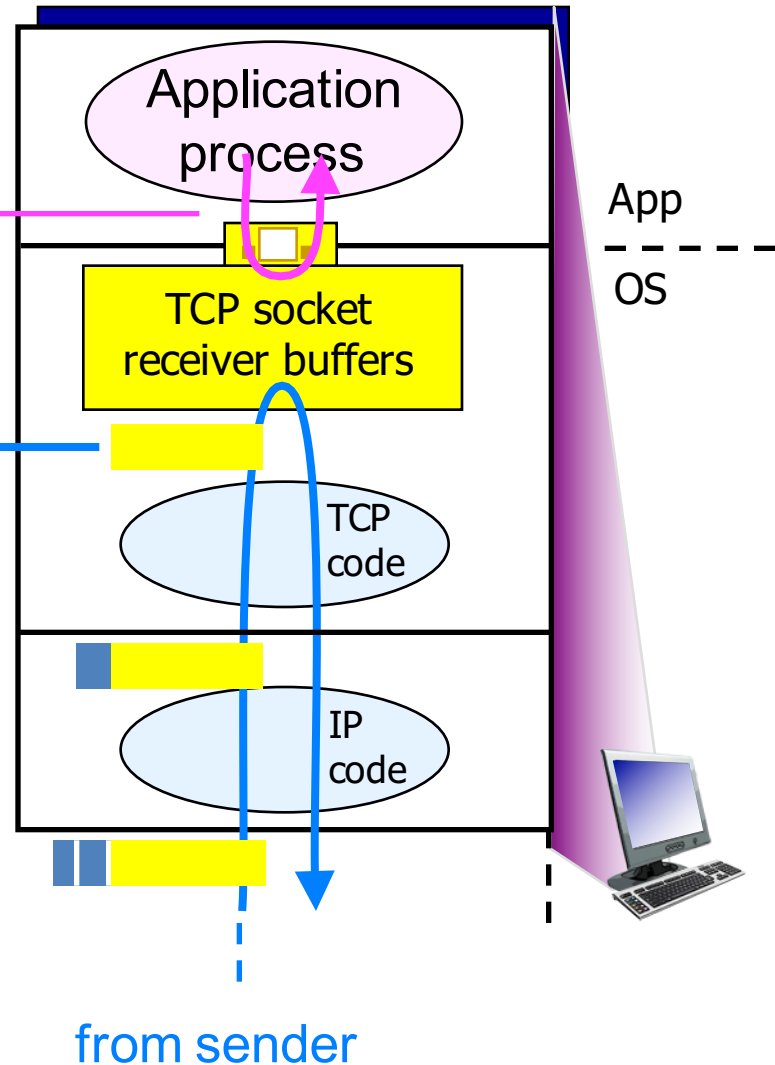 Application
process
App
OS
TCP socket
receiver buffers
TCP
code
IP
code
from sender